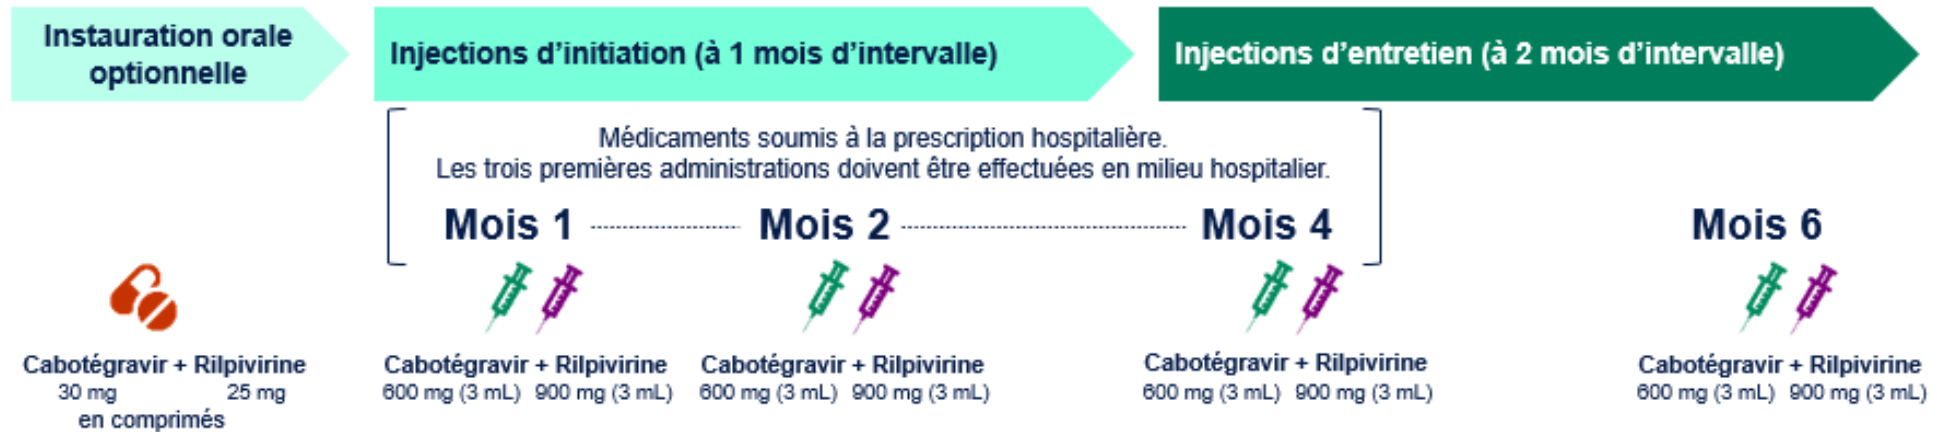 Instauration orale
optionnelle
Injections d'initiation (à 1 mois d'intervalle)
Injections d'entretien (à 2 mois d'intervalle)
Médicaments soumis à la prescription hospitalière.
Les trois premières administrations doivent être effectuées en milieu hospitalier.
Mois 1
Mois 2
Mois 4
Mois 6
Cabotégravir + Rilpivirine
30 mg 25 mg
en comprimés
Cabotégravir + Rilpivirine
600 mg (3 mL) 900 mg (3 mL)
Cabotégravir + Rilpivirine
600 mg (3 mL) 900 mg (3 mL)
Cabotégravir + Rilpivirine
600 mg (3 mL) 900 mg (3 mL)
Cabotégravir + Rilpivirine
600 mg (3 mL) 900 mg (3 mL)